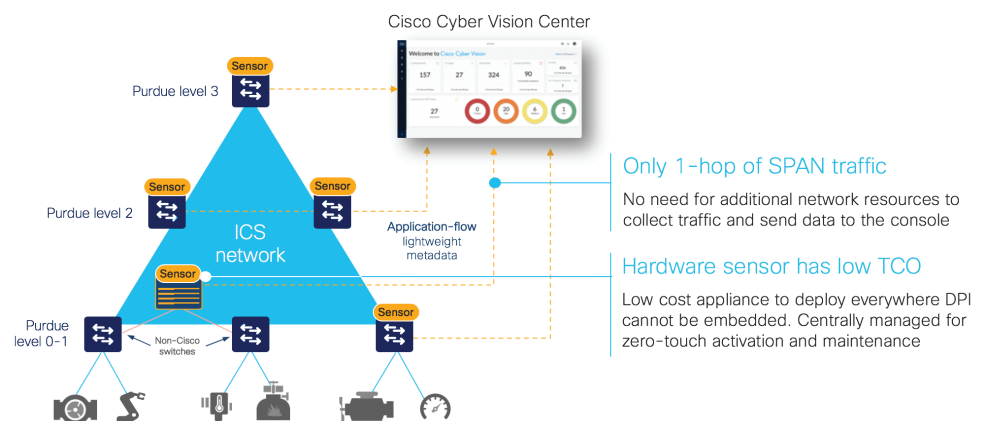 Cisco Cyber Vision Center
Sensor
Purdue level 3
Welcome to Cisco Cyber Vision
157
27
324
90
27
0
20
6
1
Sensor
Sensor
Purdue level 2
ICS
network
Application-flow
lightweight
metadata
Only 1-hop of SPAN traffic
No need for additional network resources to
collect traffic and send data to the console
Sensor
Hardware sensor has low TCO
Low cost appliance to deploy everywhere DPI
cannot be embedded. Centrally managed for
zero-touch activation and maintenance
Sensor
Purdue
level 0-1
Non-Cisco
switches